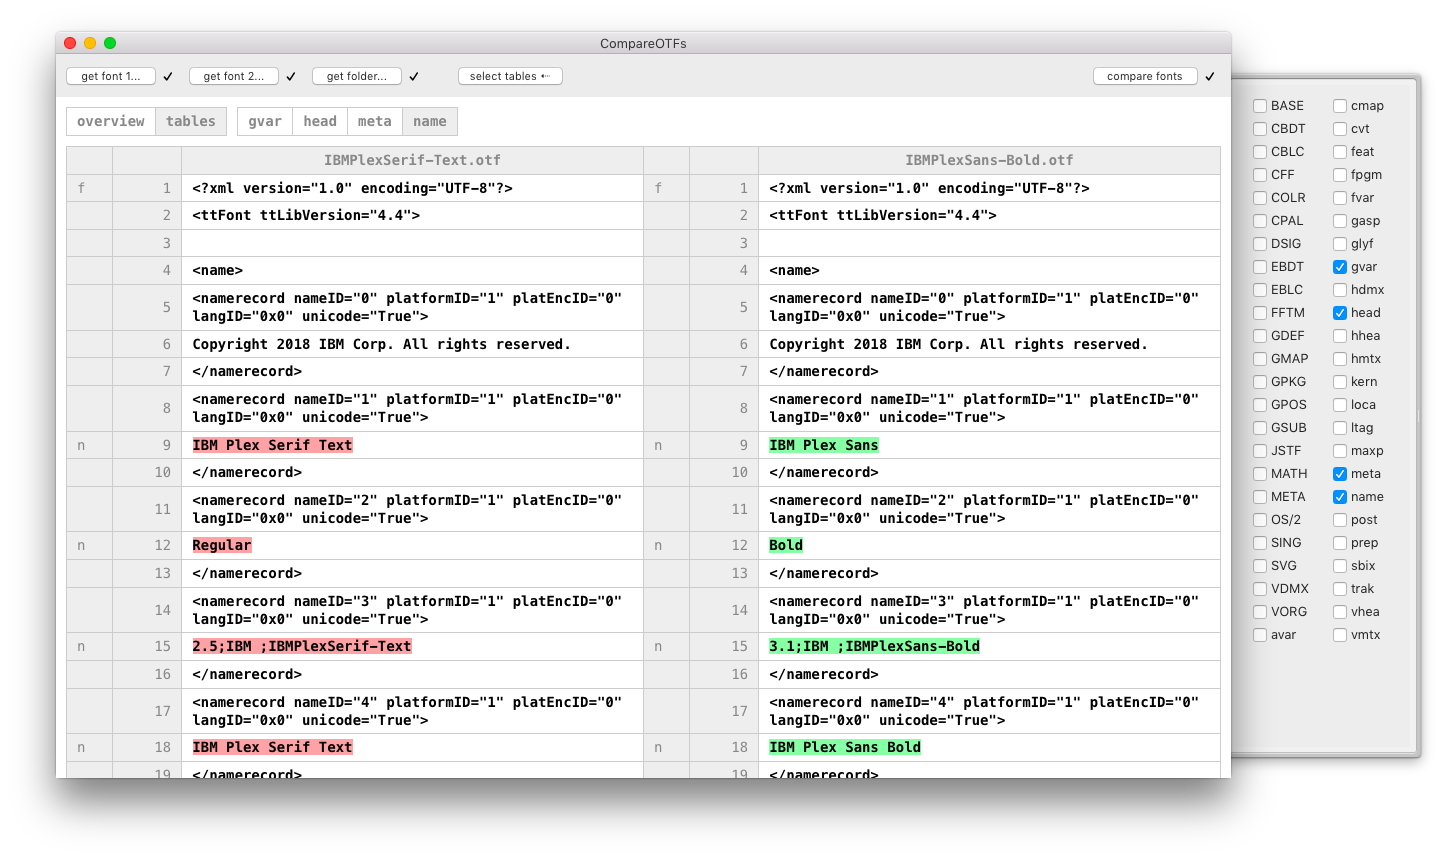 CompareOTFs
get font 1... ✓ get font 2... ✓ get folder... ✓ select tables ⇠ compare fonts ✓
overview tables gvar head meta name
IBMPlexSerif-Text.otf IBMPlexSans-Bold.otf
f 1 <?xml version="1.0" encoding="UTF-8"?> f 1 <?xml version="1.0" encoding="UTF-8"?>
2 <ttFont ttLibVersion="4.4"> 2 <ttFont ttLibVersion="4.4">
3 3
4 <name> 4 <name>
5 <namerecord nameID="0" platformID="1" platEncID="0" 5 <namerecord nameID="0" platformID="1" platEncID="0"
langID="0x0" unicode="True"> langID="0x0" unicode="True">
6 Copyright 2018 IBM Corp. All rights reserved. 6 Copyright 2018 IBM Corp. All rights reserved.
7 </namerecord> 7 </namerecord>
8 <namerecord nameID="1" platformID="1" platEncID="0" 8 <namerecord nameID="1" platformID="1" platEncID="0"
langID="0x0" unicode="True"> langID="0x0" unicode="True">
n 9 IBM Plex Serif Text n 9 IBM Plex Sans
10 </namerecord> 10 </namerecord>
11 <namerecord nameID="2" platformID="1" platEncID="0" 11 <namerecord nameID="2" platformID="1" platEncID="0"
langID="0x0" unicode="True"> langID="0x0" unicode="True">
n 12 Regular n 12 Bold
13 </namerecord> 13 </namerecord>
14 <namerecord nameID="3" platformID="1" platEncID="0" 14 <namerecord nameID="3" platformID="1" platEncID="0"
langID="0x0" unicode="True"> langID="0x0" unicode="True">
n 15 2.5;IBM ;IBMPlexSerif-Text n 15 3.1;IBM ;IBMPlexSans-Bold
16 </namerecord> 16 </namerecord>
17 <namerecord nameID="4" platformID="1" platEncID="0" 17 <namerecord nameID="4" platformID="1" platEncID="0"
langID="0x0" unicode="True"> langID="0x0" unicode="True">
n 18 IBM Plex Serif Text n 18 IBM Plex Sans Bold
19 </namerecord> 19 </namerecord>
BASE cmap
CBDT cvt
CBLC feat
CFF fpgm
COLR fvar
CPAL gasp
DSIG glyf
EBDT gvar
EBLC hdmx
FFTM head
GDEF hhea
GMAP hmtx
GPKG kern
GPOS loca
GSUB ltag
JSTF maxp
MATH meta
META name
OS/2 post
SING prep
SVG sbix
VDMX trak
VORG vhea
avar vmtx